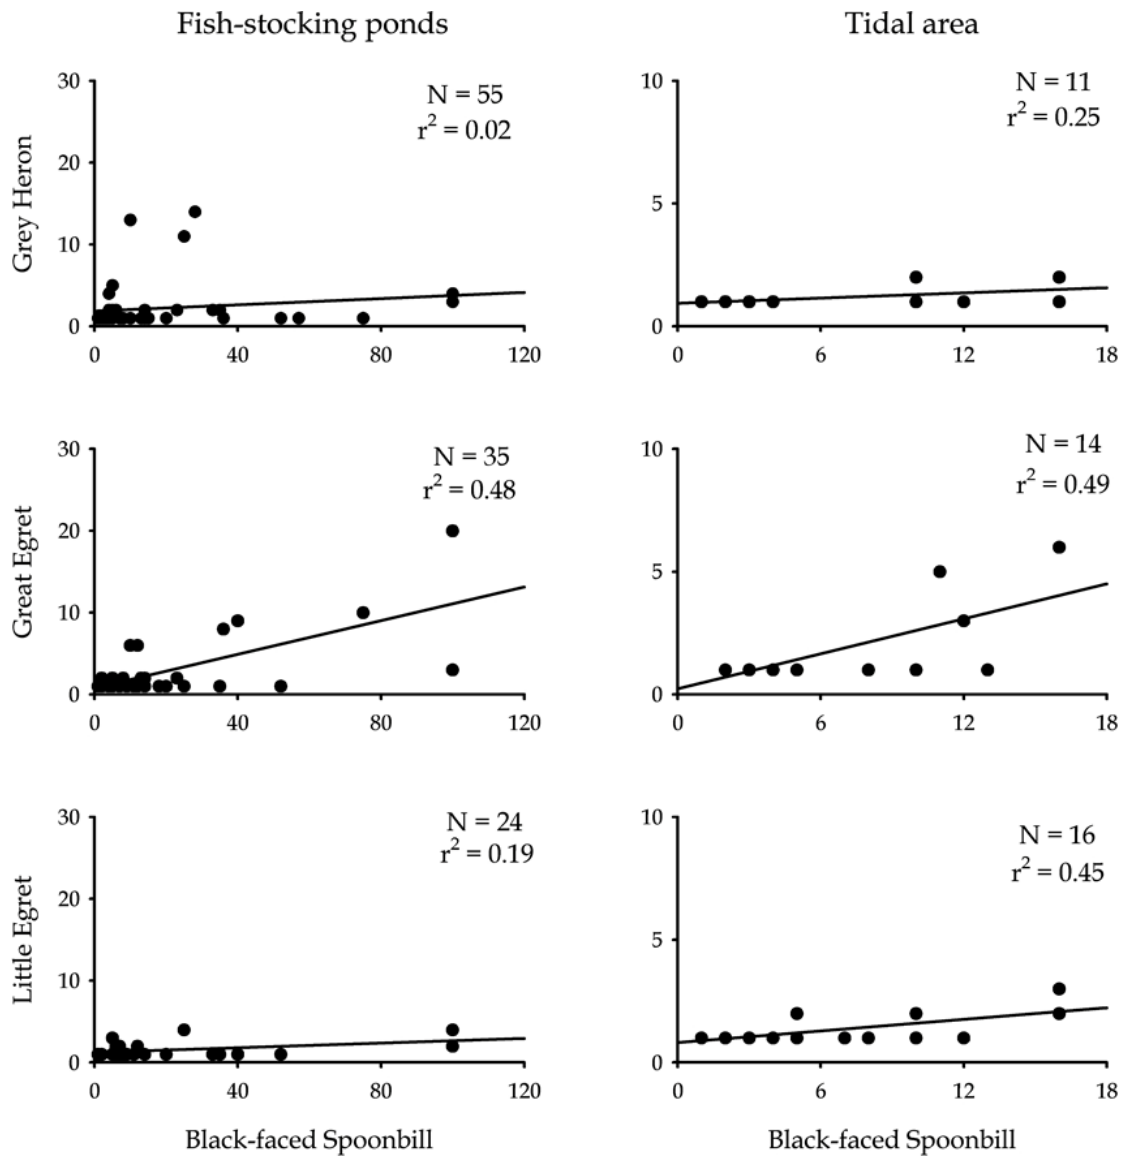 Fish-stocking ponds
Tidal area
Grey Heron
30
20
10
0
0 40 80 120
N = 55
r² = 0.02
10
5
0
0 6 12 18
N = 11
r² = 0.25
Great Egret
30
20
10
0
0 40 80 120
N = 35
r² = 0.48
10
5
0
0 6 12 18
N = 14
r² = 0.49
Little Egret
30
20
10
0
0 40 80 120
N = 24
r² = 0.19
10
5
0
0 6 12 18
N = 16
r² = 0.45
Black-faced Spoonbill
Black-faced Spoonbill